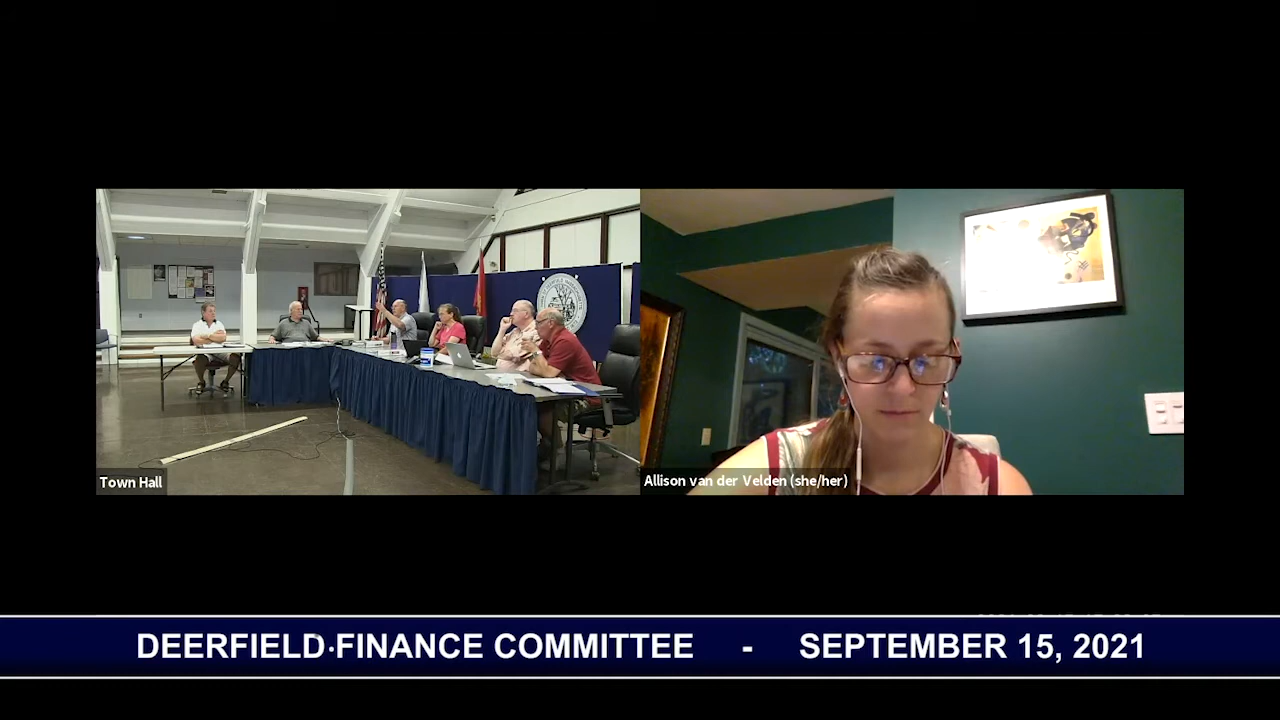 Town Hall
Allison van der Velden (she/her)
DEERFIELD·FINANCE COMMITTEE - SEPTEMBER 15, 2021